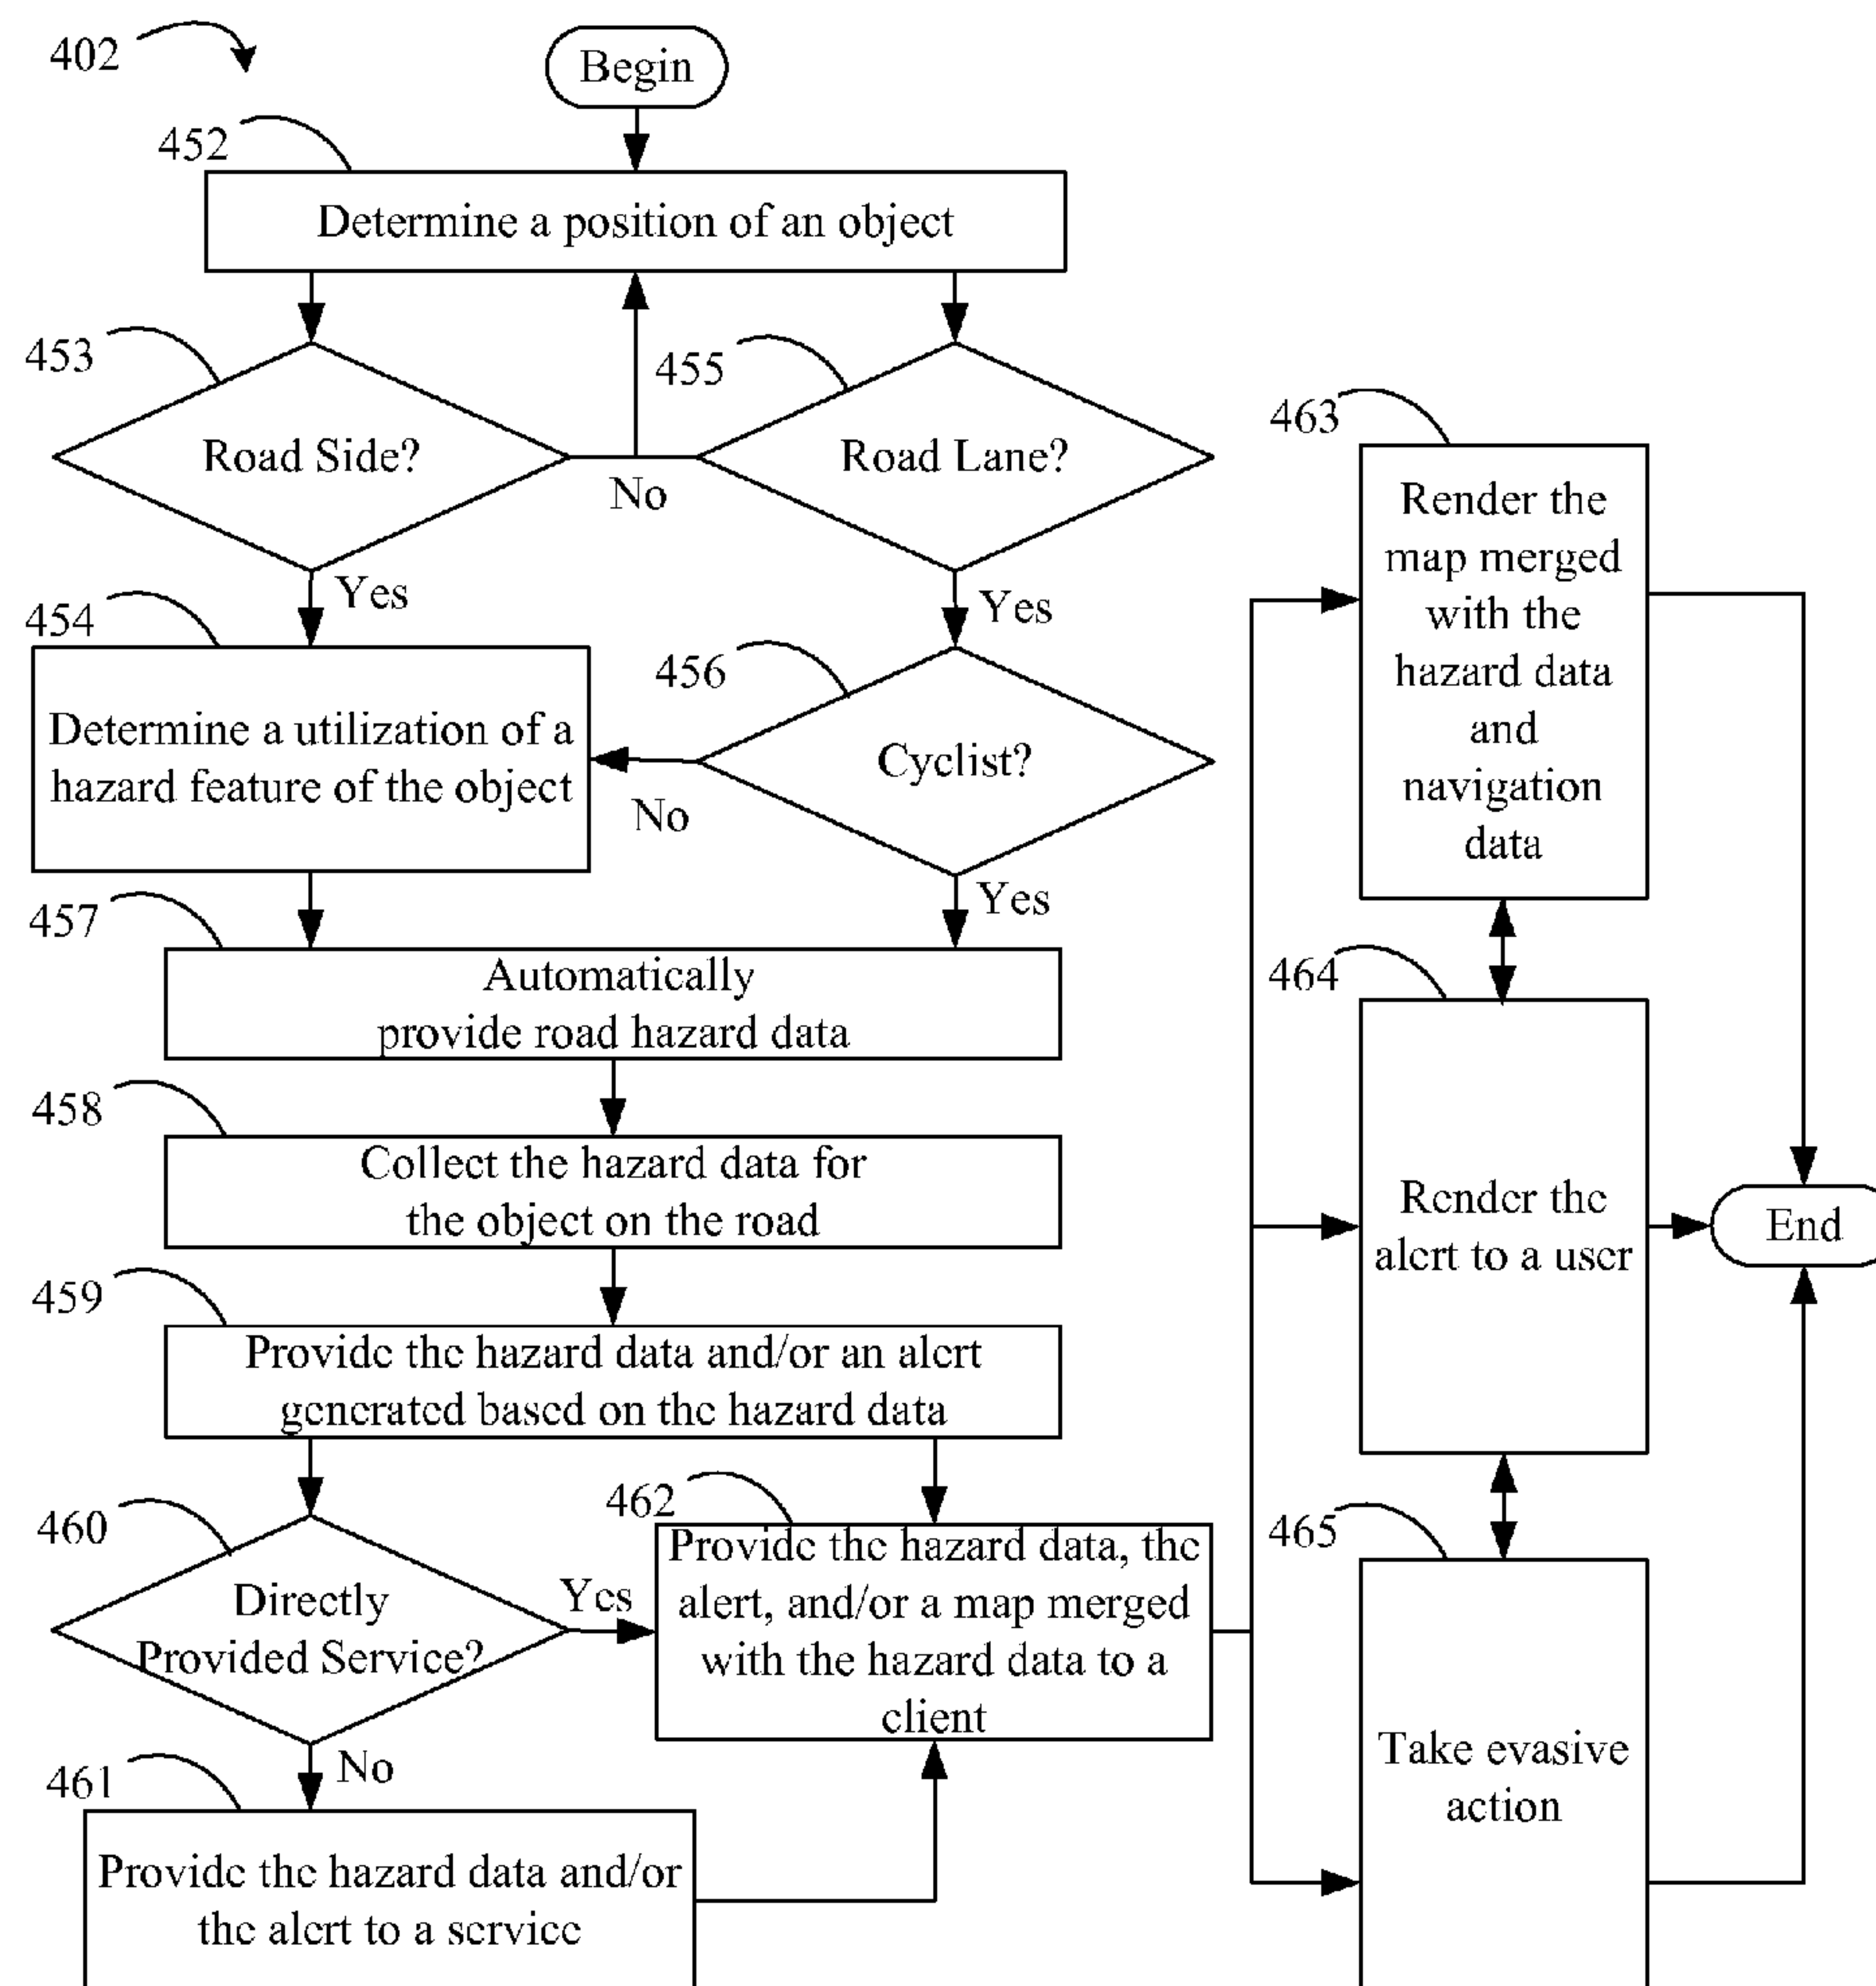 402
Begin
452
Determine a position of an object
453
Road Side?
No
455
Road Lane?
Yes
Yes
454
Determine a utilization of a
hazard feature of the object
456
Cyclist?
No
Yes
457
Automatically
provide road hazard data
458
Collect the hazard data for
the object on the road
459
Provide the hazard data and/or an alert
generated based on the hazard data
460
Directly
Provided Service?
Yes
No
461
Provide the hazard data and/or
the alert to a service
462
Provide the hazard data, the
alert, and/or a map merged
with the hazard data to a
client
463
Render the
map merged
with the
hazard data
and
navigation
data
464
Render the
alert to a user
465
Take evasive
action
End